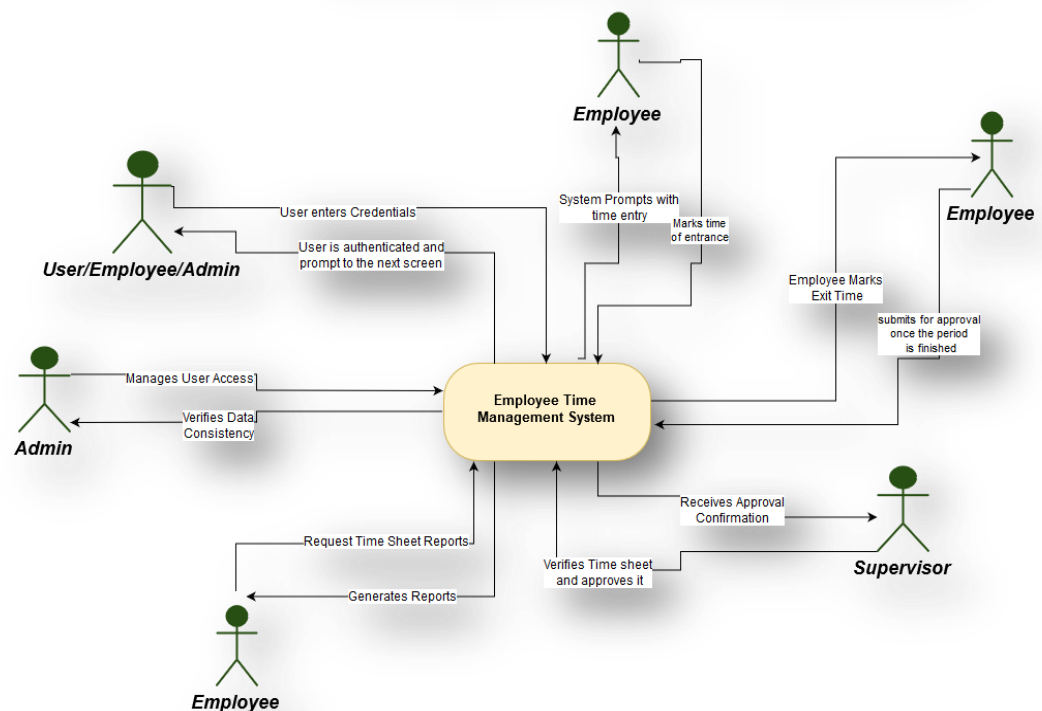 Employee
Employee
System Prompts with
time entry
Marks time
of entrance
User enters Credentials
User is authenticated and
prompt to the next screen
User/Employee/Admin
Employee Marks
Exit Time
submits for approval
once the period
is finished
Manages User Access
Verifies Data
Consistency
Admin
Employee Time
Management System
Receives Approval
Confirmation
Supervisor
Verifies Time sheet
and approves it
Request Time Sheet Reports
Generates Reports
Employee